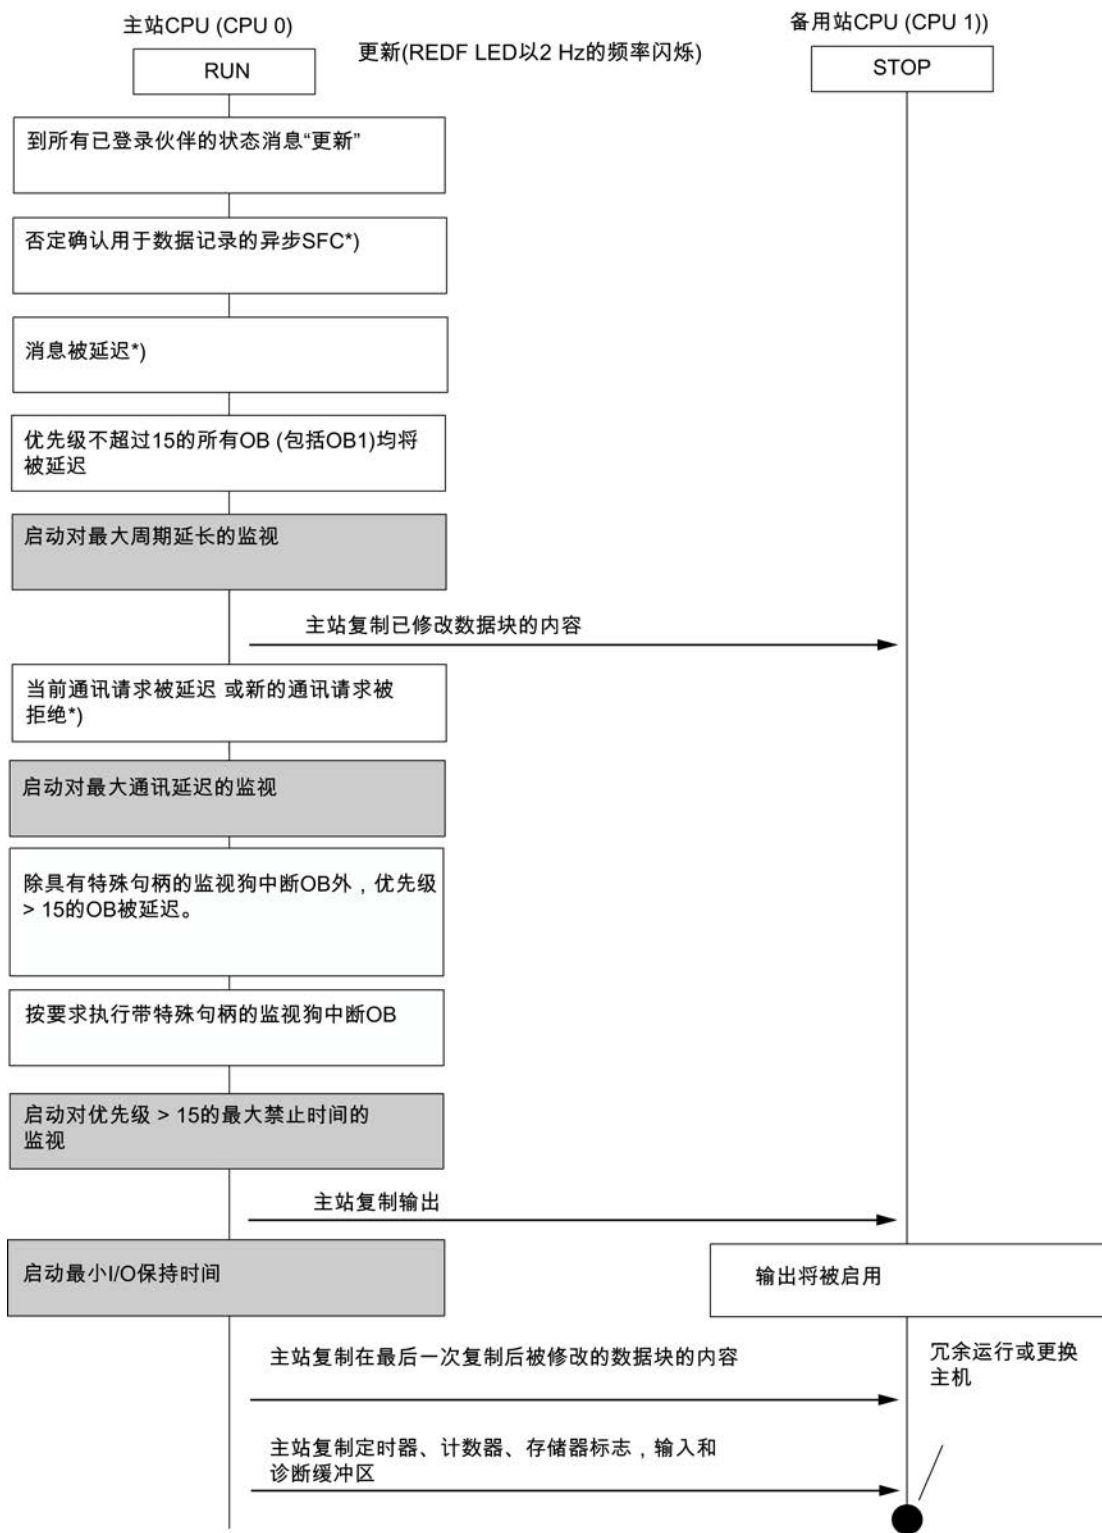 主站CPU (CPU 0)
备用站CPU (CPU 1))
更新(REDF LED以2 Hz的频率闪烁)
RUN
STOP
到所有已登录伙伴的状态消息“更新”
否定确认用于数据记录的异步SFC*)
消息被延迟*)
优先级不超过15的所有OB (包括OB1)均将
被延迟
启动对最大周期延长的监视
主站复制已修改数据块的内容
当前通讯请求被延迟 或新的通讯请求被
拒绝*)
启动对最大通讯延迟的监视
除具有特殊句柄的监视狗中断OB外，优先级
> 15的OB被延迟。
按要求执行带特殊句柄的监视狗中断OB
启动对优先级 > 15的最大禁止时间的
监视
主站复制输出
启动最小I/O保持时间
输出将被启用
主站复制在最后一次复制后被修改的数据块的内容
冗余运行或更换
主机
主站复制定时器、计数器、存储器标志，输入和
诊断缓冲区